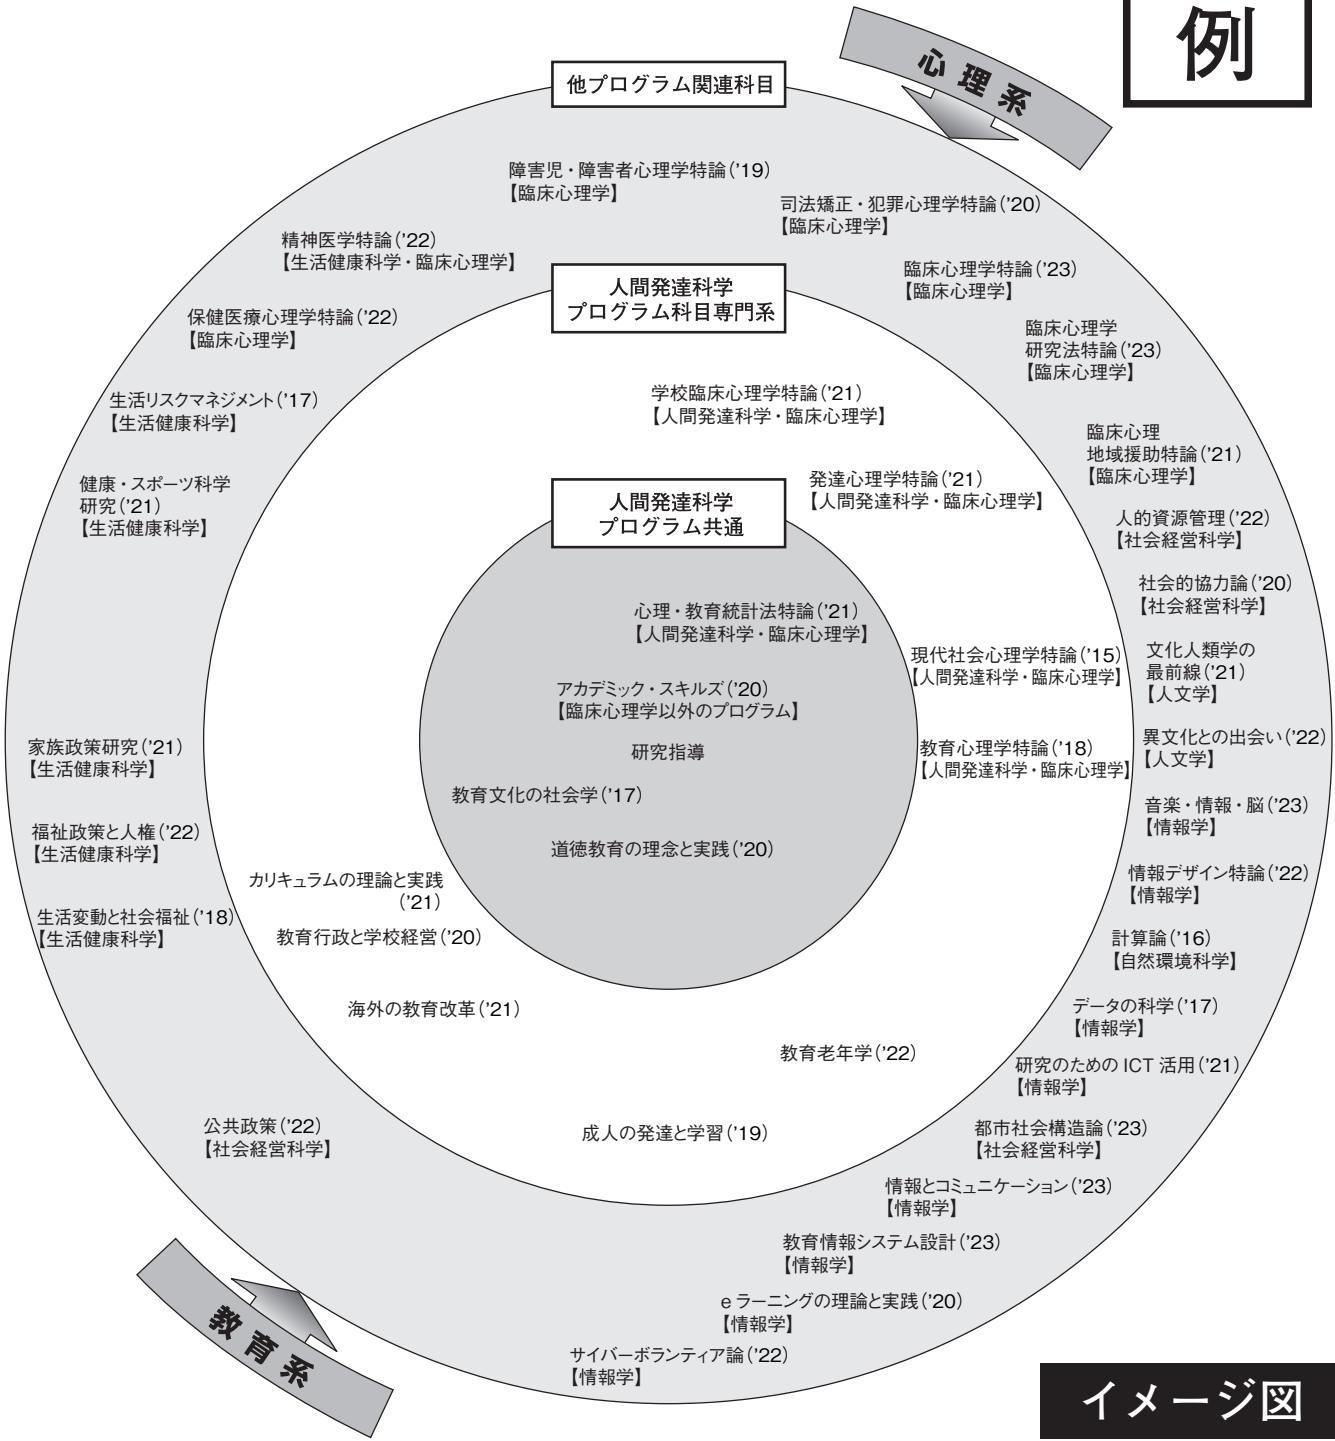 例
心理系
他プログラム関連科目
障害児・障害者心理学特論('19)
【臨床心理学】
司法矯正・犯罪心理学特論('20)
【臨床心理学】
精神医学特論('22)
【生活健康科学・臨床心理学】
臨床心理学特論('23)
【臨床心理学】
保健医療心理学特論('22)
【臨床心理学】
臨床心理学
研究法特論('23)
【臨床心理学】
生活リスクマネジメント('17)
【生活健康科学】
臨床心理
地域援助特論('21)
【臨床心理学】
健康・スポーツ科学
研究('21)
【生活健康科学】
人的資源管理('22)
【社会経営科学】
社会的協力論('20)
【社会経営科学】
文化人類学の
最前線('21)
【人文学】
異文化との出会い('22)
【人文学】
音楽・情報・脳('23)
【情報学】
情報デザイン特論('22)
【情報学】
計算論('16)
【自然環境科学】
データの科学('17)
【情報学】
研究のための ICT 活用('21)
【情報学】
都市社会構造論('23)
【社会経営科学】
情報とコミュニケーション('23)
【情報学】
教育情報システム設計('23)
【情報学】
e ラーニングの理論と実践('20)
【情報学】
サイバーボランティア論('22)
【情報学】
家族政策研究('21)
【生活健康科学】
福祉政策と人権('22)
【生活健康科学】
生活変動と社会福祉('18)
【生活健康科学】
公共政策('22)
【社会経営科学】
人間発達科学
プログラム科目専門系
学校臨床心理学特論('21)
【人間発達科学・臨床心理学】
発達心理学特論('21)
【人間発達科学・臨床心理学】
現代社会心理学特論('15)
【人間発達科学・臨床心理学】
教育心理学特論('18)
【人間発達科学・臨床心理学】
カリキュラムの理論と実践
('21)
教育行政と学校経営('20)
海外の教育改革('21)
教育老年学('22)
成人の発達と学習('19)
人間発達科学
プログラム共通
心理・教育統計法特論('21)
【人間発達科学・臨床心理学】
アカデミック・スキルズ('20)
【臨床心理学以外のプログラム】
研究指導
教育文化の社会学('17)
道徳教育の理念と実践('20)
教育系
イメージ図